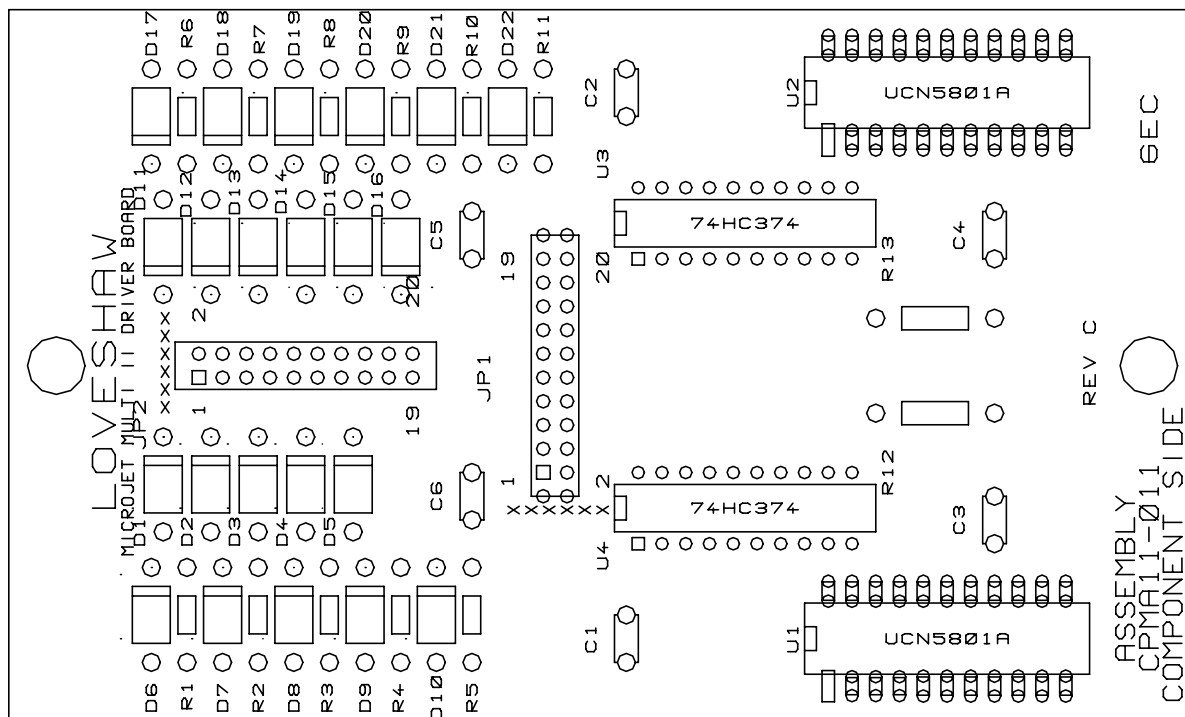 D17 R6 D18 R7 D19 R8 D20 R9 D21 R10 D22 R11
C2
U2
UCN5801A
6EC
U3
D11 D12 D13 D14 D15 D16
74HC374
C5
C4
R13
19
20
2
20
LOVESHAW
MICROJET MULTI II DRIVER BOARD
XXXXXX
JP1
JP2
1
19
REV C
R12
1
2
XXXXXX
74HC374
C6
C3
U4
D1 D2 D3 D4 D5
ASSEMBLY
CPMA11-011
COMPONENT SIDE
C1
U1
UCN5801A
D6 R1 D7 R2 D8 R3 D9 R4 D10 R5